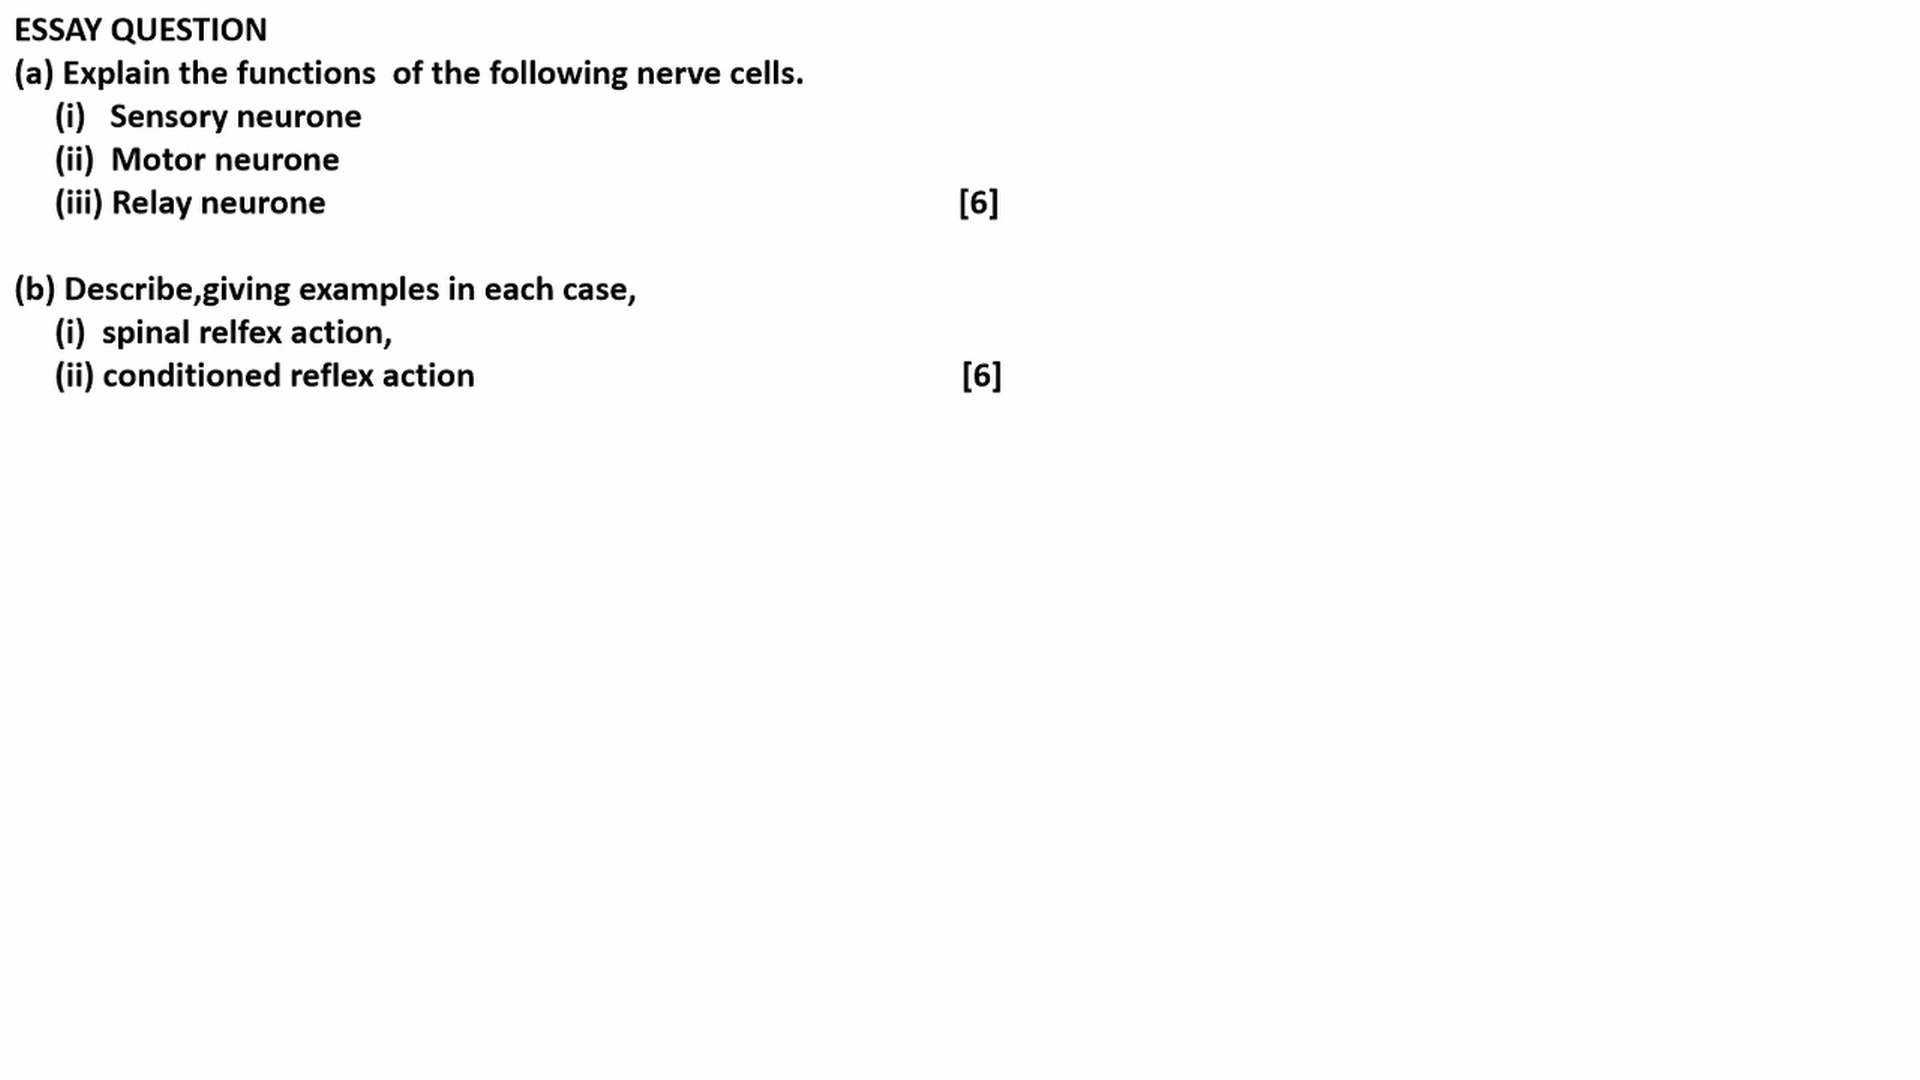 ESSAY QUESTION
(a) Explain the functions of the following nerve cells.
(i) Sensory neurone
(ii) Motor neurone
(iii) Relay neurone [6]
(b) Describe,giving examples in each case,
(i) spinal relfex action,
(ii) conditioned reflex action [6]